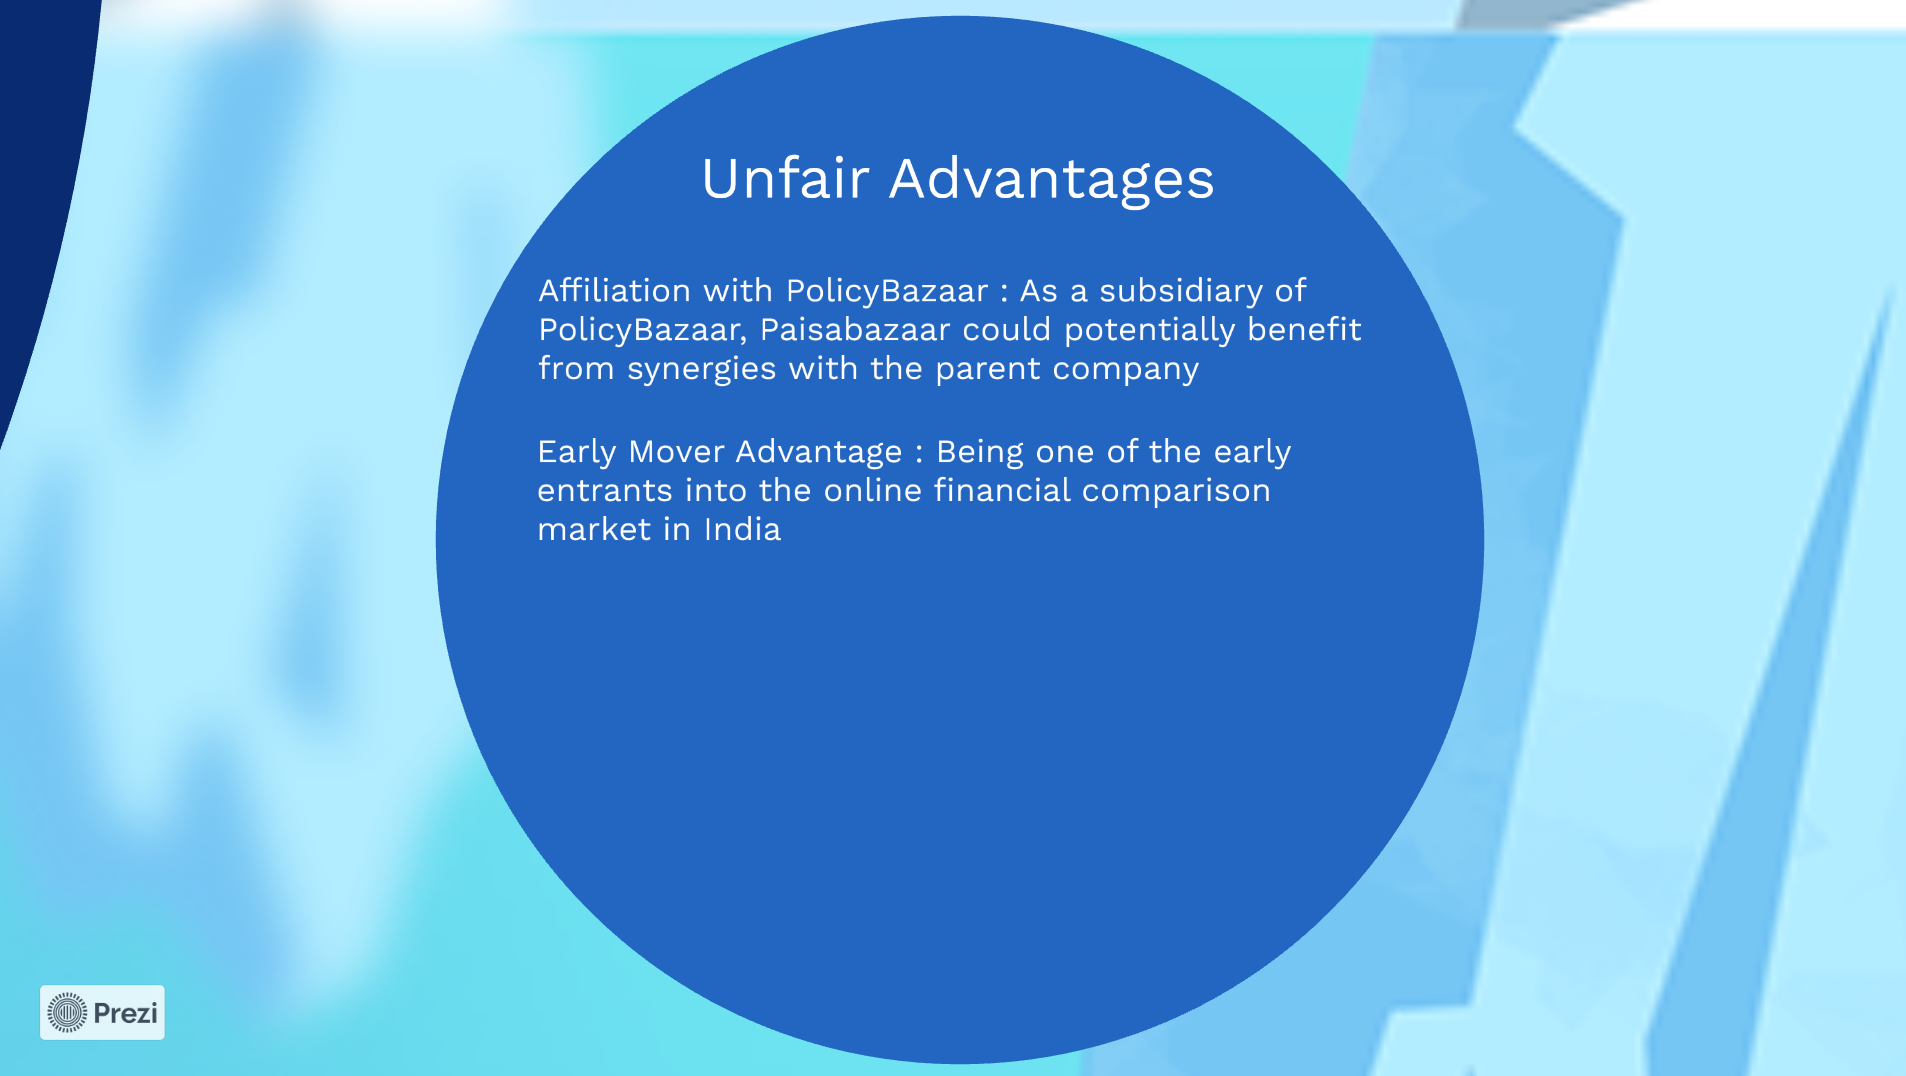 Unfair Advantages
Affiliation with PolicyBazaar : As a subsidiary of
PolicyBazaar, Paisabazaar could potentially benefit
from synergies with the parent company
Early Mover Advantage : Being one of the early
entrants into the online financial comparison
market in India
Prezi